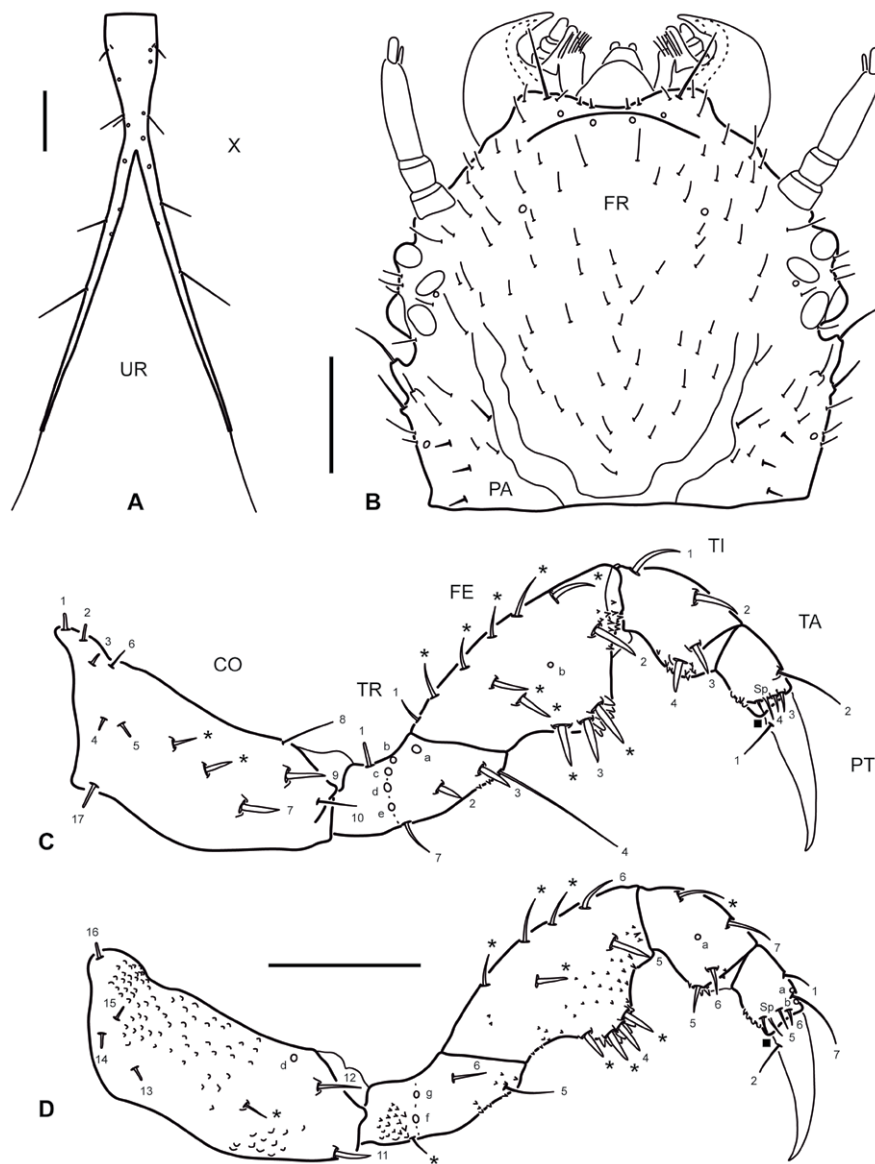 X
UR
A
FR
PA
B
1 2 3 6 CO 4 5 * * 7 17 8 9 10
TR 1 b c d e a 2 3 4 7
FE 1 * * * * * b * * 2 * 3 *
TI 1 2 3 4
TA Sp 4 3 2 1
PT
C
16 15 14 13 d * 12 11
g f 6 5 *
* * * 6 * 5 * 4 * *
* 7 a 5 6
a 1 b Sp 5 6 7 2
D